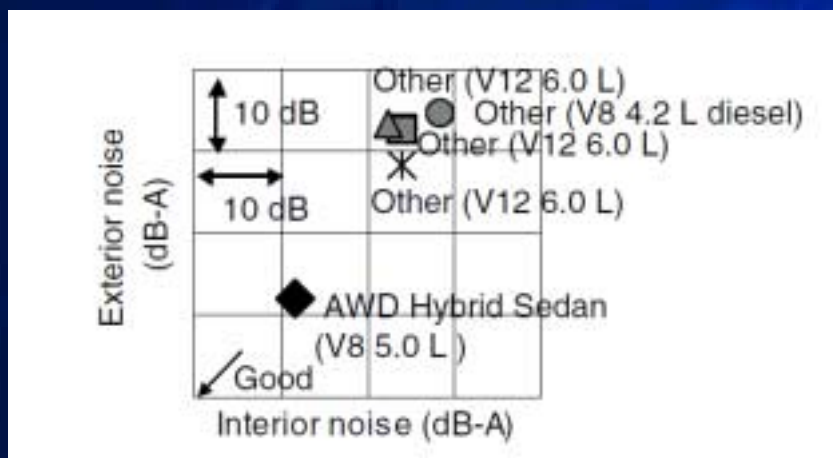 Other (V12 6.0 L)
10 dB
Other (V8 4.2 L diesel)
Other (V12 6.0 L)
10 dB
Other (V12 6.0 L)
Exterior noise
(dB-A)
AWD Hybrid Sedan
(V8 5.0 L )
Good
Interior noise (dB-A)